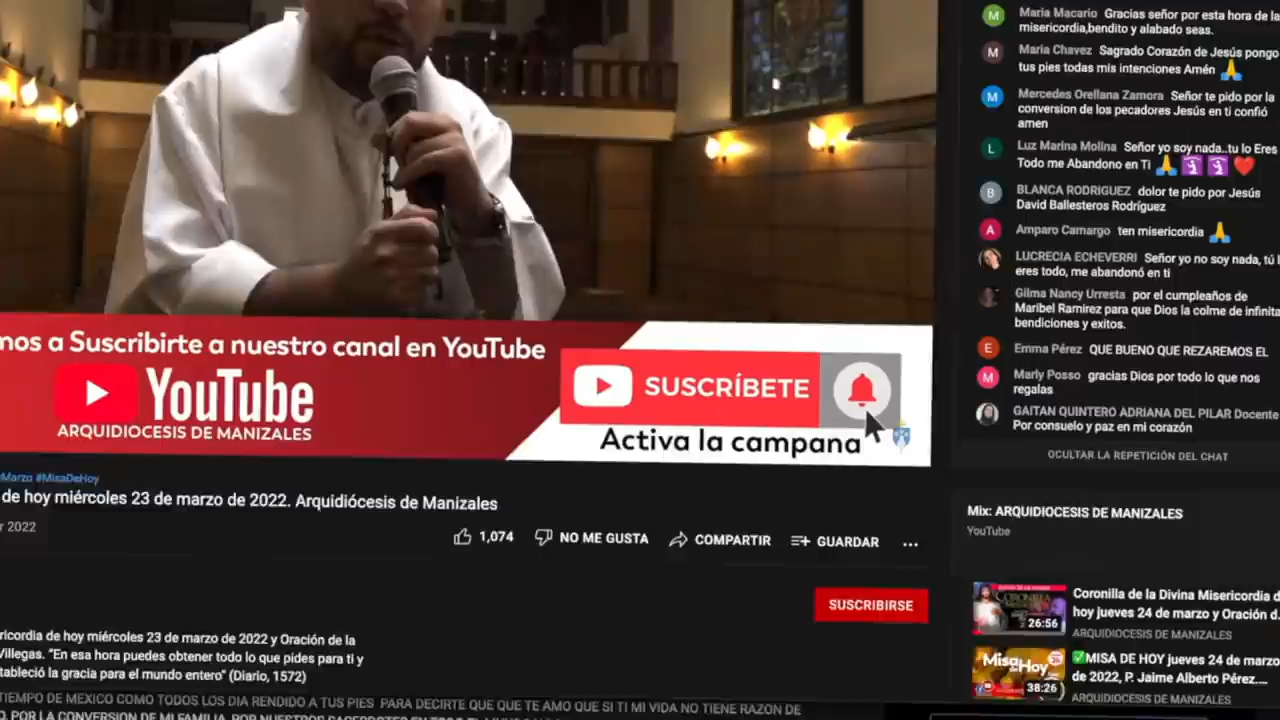 mos a Suscribirte a nuestro canal en YouTube
YouTube
ARQUIDIOCESIS DE MANIZALES
SUSCRÍBETE
Activa la campana
Marzo #MisaDeHoy
de hoy miércoles 23 de marzo de 2022. Arquidiócesis de Manizales
r 2022
1,074
NO ME GUSTA
COMPARTIR
GUARDAR
SUSCRIBIRSE
ricordia de hoy miércoles 23 de marzo de 2022 y Oración de la
Villegas. "En esa hora puedes obtener todo lo que pides para ti y
tableció la gracia para el mundo entero" (Diario, 1572)
TIEMPO DE MEXICO COMO TODOS LOS DIA RENDIDO A TUS PIES PARA DECIRTE QUE QUE TE AMO QUE SI TI MI VIDA NO TIENE RAZON DE
Maria Macario Gracias señor por esta hora de la
misericordia,bendito y alabado seas.
Maria Chavez Sagrado Corazón de Jesús pongo
tus pies todas mis intenciones Amén 🙏
Mercedes Orellana Zamora Señor te pido por la
conversion de los pecadores Jesús en ti confió
amen
Luz Marina Molina Señor yo soy nada..tu lo Eres
Todo me Abandono en Ti 🙏🛐🛐❤️
BLANCA RODRIGUEZ dolor te pido por Jesús
David Ballesteros Rodríguez
Amparo Camargo ten misericordia 🙏
LUCRECIA ECHEVERRI Señor yo no soy nada, tú l
eres todo, me abandonó en ti
Gilma Nancy Urresta por el cumpleaños de
Maribel Ramirez para que Dios la colme de infinita
bendiciones y exitos.
Emma Pérez QUE BUENO QUE REZAREMOS EL
Marly Posso gracias Dios por todo lo que nos
regalas
GAITAN QUINTERO ADRIANA DEL PILAR Docente
Por consuelo y paz en mi corazón
OCULTAR LA REPETICIÓN DEL CHAT
Mix: ARQUIDIOCESIS DE MANIZALES
YouTube
26:56
Coronilla de la Divina Misericordia d
hoy jueves 24 de marzo y Oración d..
ARQUIDIOCESIS DE MANIZALES
Misa de Hoy
38:26
✅MISA DE HOY jueves 24 de marzo
de 2022, P. Jaime Alberto Pérez....
ARQUIDIOCESIS DE MANIZALES